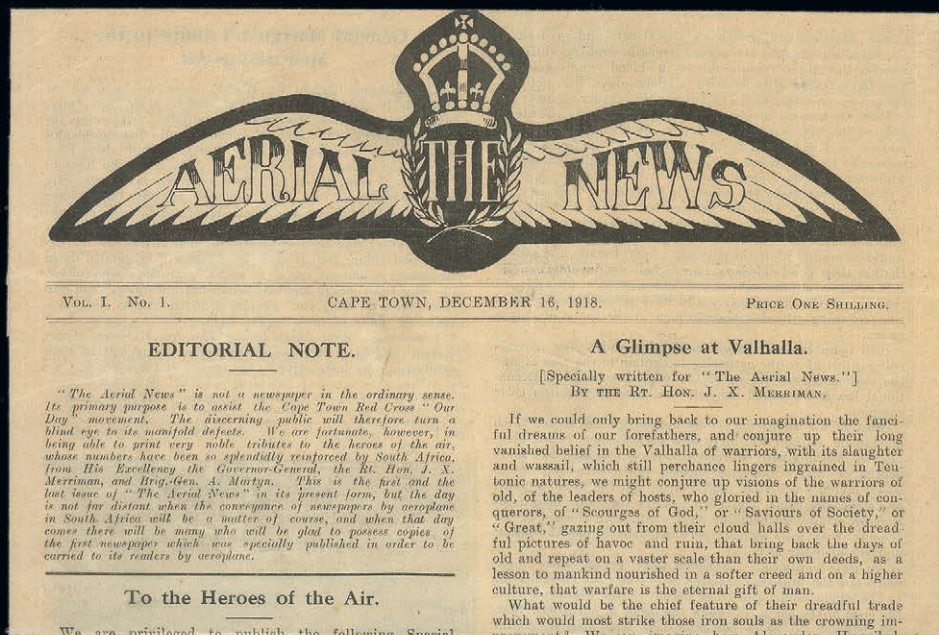 AERIAL THE NEWS
VOL. I. No. 1.
CAPE TOWN, DECEMBER 16, 1918.
PRICE ONE SHILLING.
EDITORIAL NOTE.
"The Aerial News" is not a newspaper in the ordinary sense.
Its primary purpose is to assist the Cape Town Red Cross "Our
Day" movement. The discerning public will therefore turn a
blind eye to its manifold defects. We are fortunate, however, in
being able to print very noble tributes to the heroes of the air,
whose numbers have been so splendidly reinforced by South Africa,
from His Excellency the Governor-General, the Rt. Hon. J. X.
Merriman, and Brig.-Gen. A. Martyn. This is the first and the
last issue of "The Aerial News" in its present form, but the day
is not far distant when the conveyance of newspapers by aeroplane
in South Africa will be a matter of course, and when that day
comes there will be many who will be glad to possess copies of
the first newspaper which was specially published in order to be
carried to its readers by aeroplane.
To the Heroes of the Air.
We are privileged to publish the following Special
A Glimpse at Valhalla.
[Specially written for "The Aerial News."]
BY THE RT. HON. J. X. MERRIMAN.
If we could only bring back to our imagination the fanci-
ful dreams of our forefathers, and conjure up their long
vanished belief in the Valhalla of warriors, with its slaughter
and wassail, which still perchance lingers ingrained in Teu-
tonic natures, we might conjure up visions of the warriors of
old, of the leaders of hosts, who gloried in the names of con-
querors, of "Scourges of God," or "Saviours of Society," or
"Great," gazing out from their cloud halls over the dread-
ful pictures of havoc and ruin, that bring back the days of
old and repeat on a vaster scale than their own deeds, as a
lesson to mankind nourished in a softer creed and on a higher
culture, that warfare is the eternal gift of man.
What would be the chief feature of their dreadful trade
which would most strike those iron souls as the crowning im-